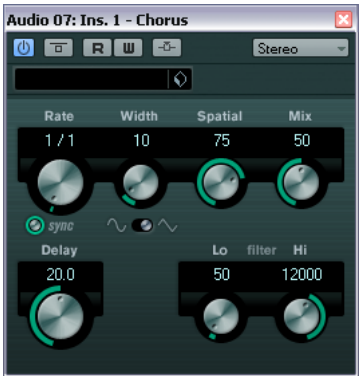 Audio 07: Ins. 1 - Chorus
R W Stereo
Rate Width Spatial Mix
1 / 1 10 75 50
sync
Delay Lo filter Hi
20.0 50 12000